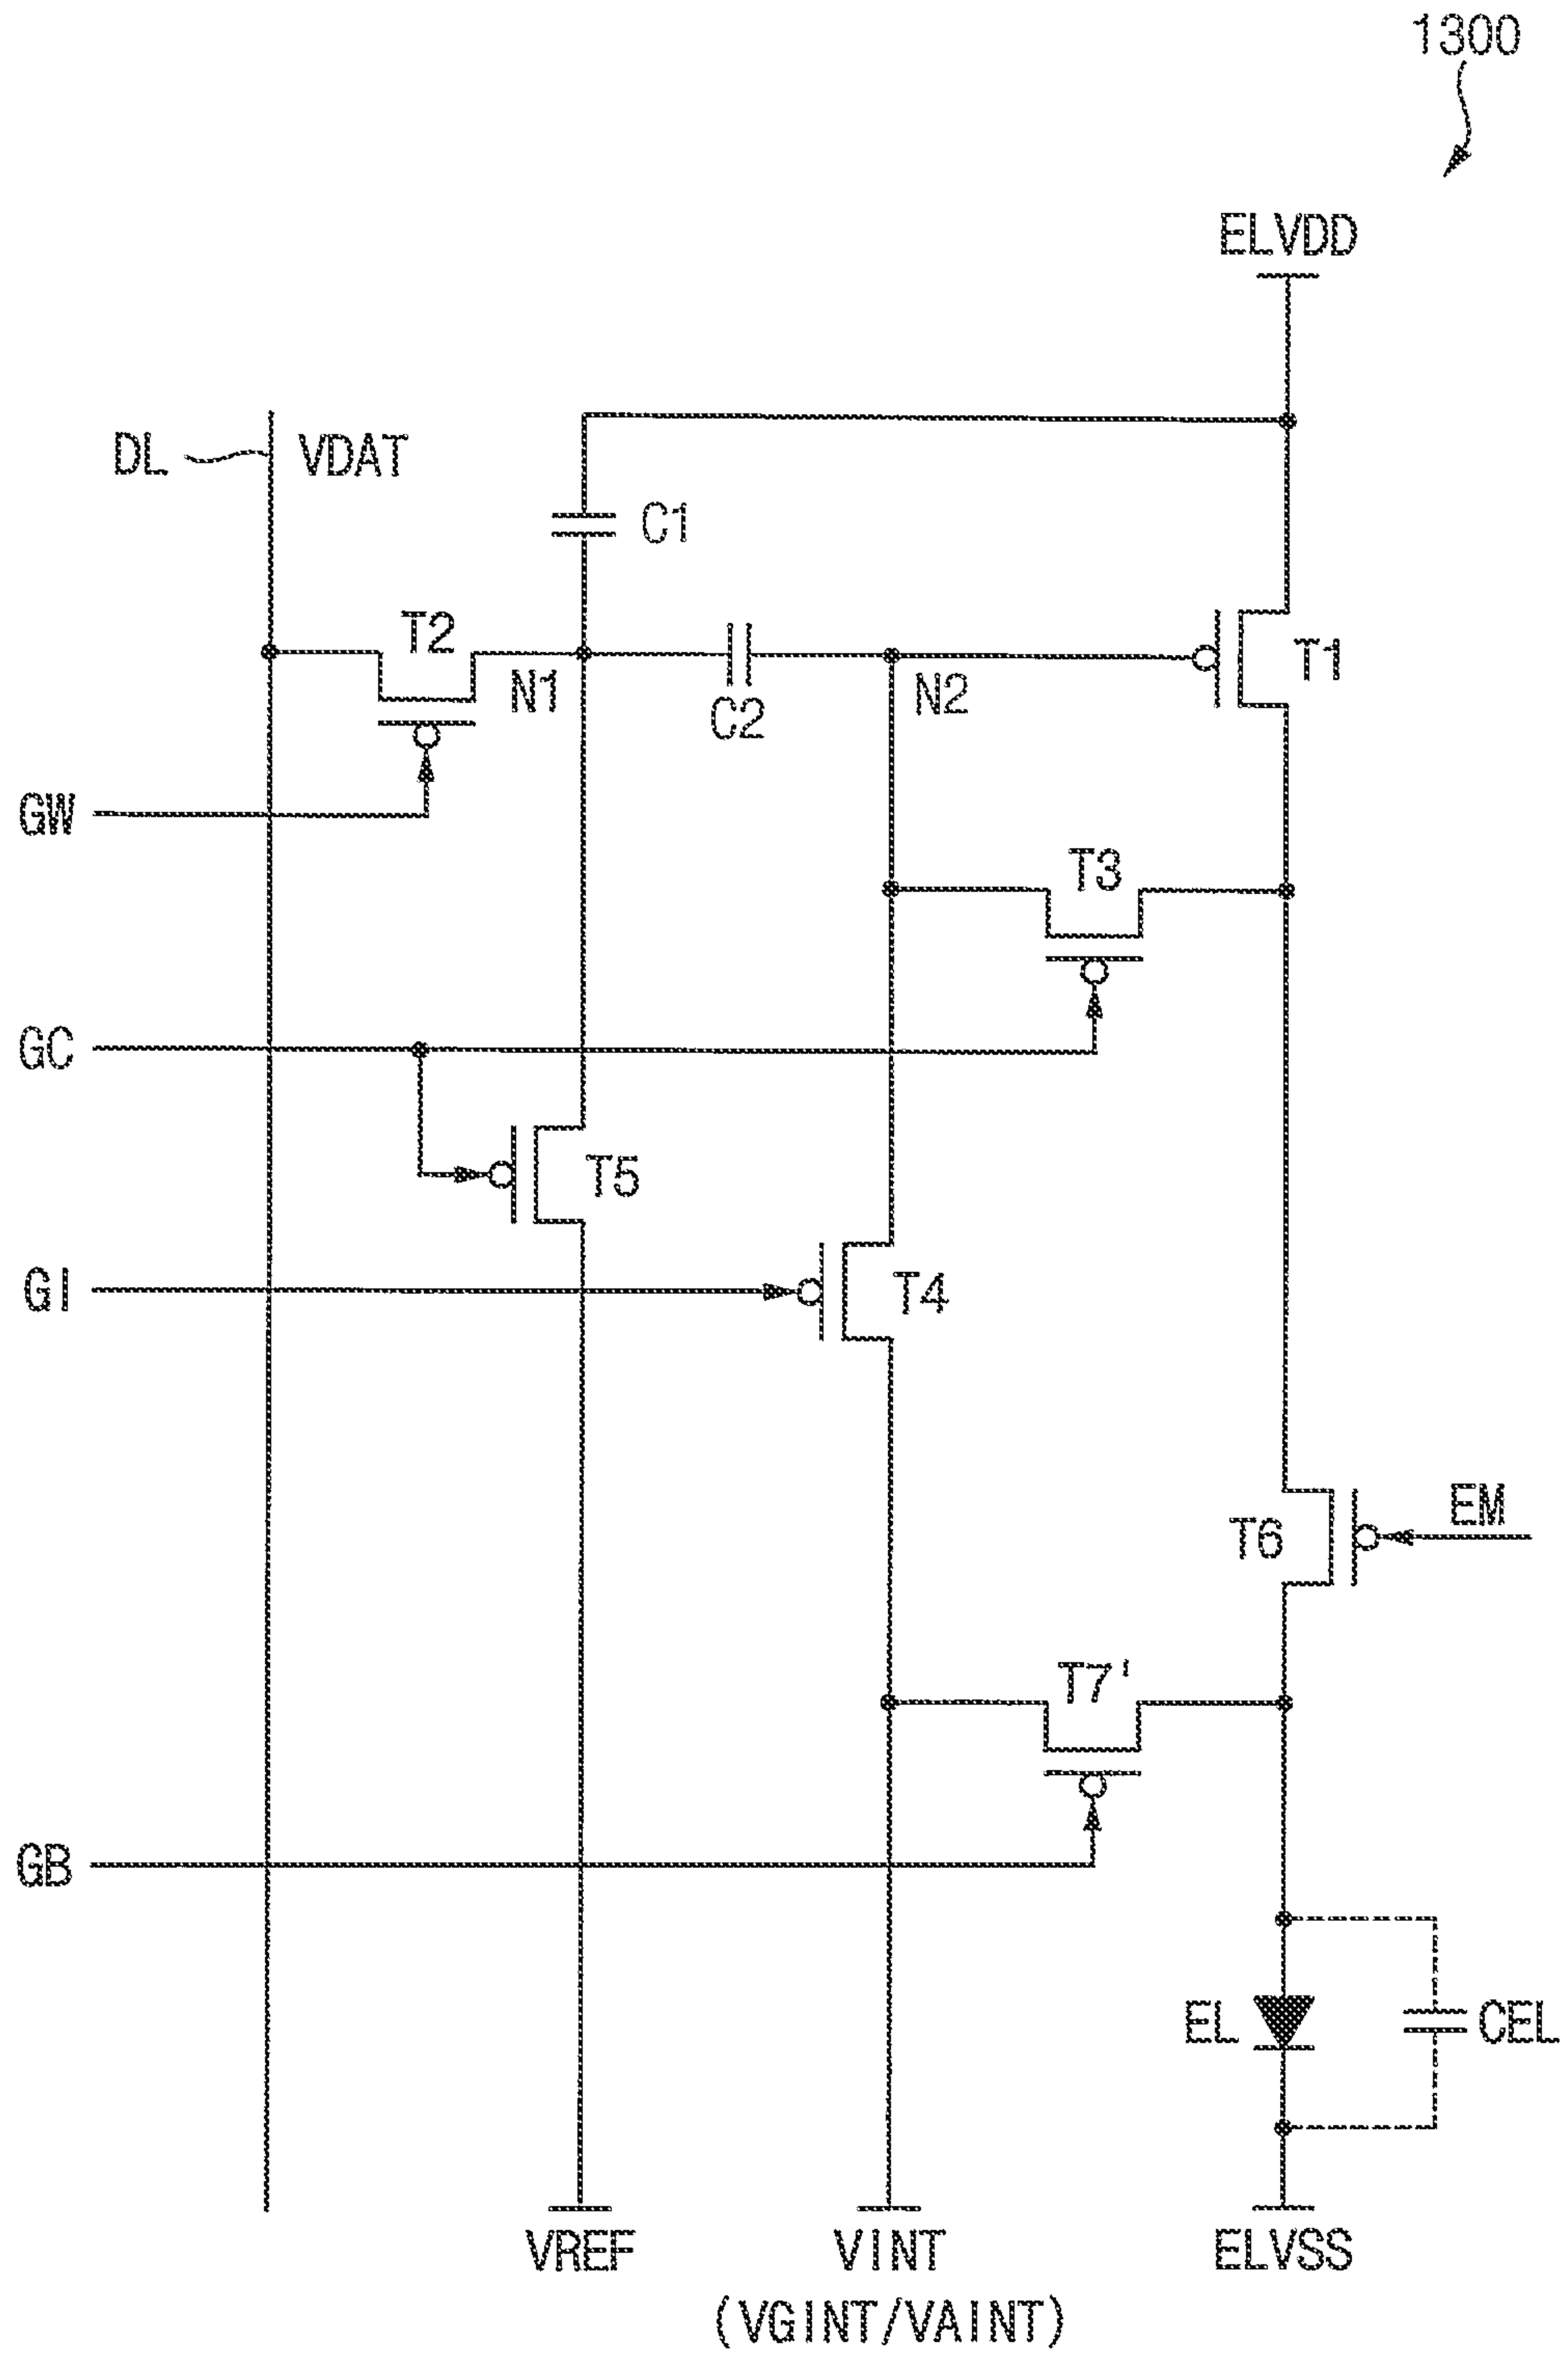 1300
ELVDD
DL
VDAT
C1
T2
T1
N1
N2
C2
GW
T3
GC
T5
GI
T4
EM
T6
T7'
GB
EL
CEL
VREF
VINT
ELVSS
(VGINT/VAINT)